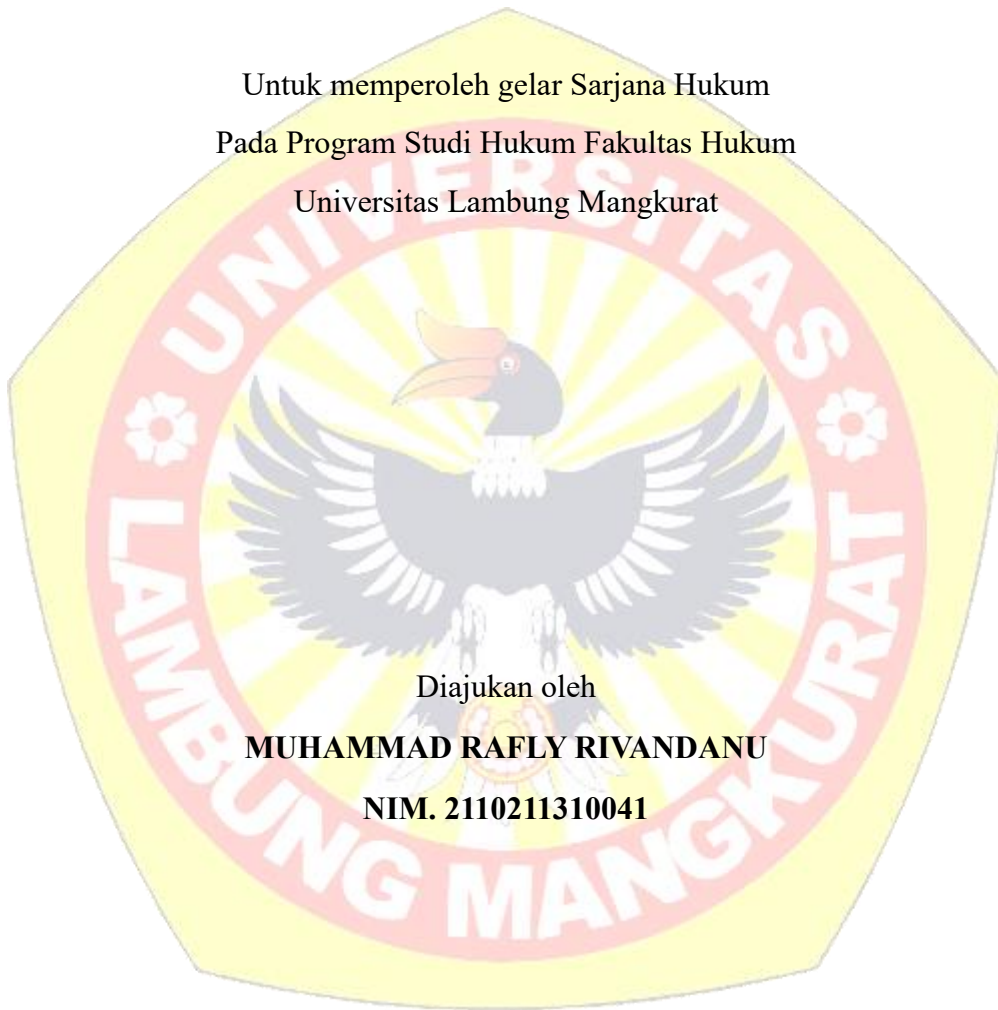 Untuk memperoleh gelar Sarjana Hukum
Pada Program Studi Hukum Fakultas Hukum
Universitas Lambung Mangkurat
UNIVERSITAS
LAMBUNG MANGKURAT
Diajukan oleh
MUHAMMAD RAFLY RIVANDANU
NIM. 2110211310041